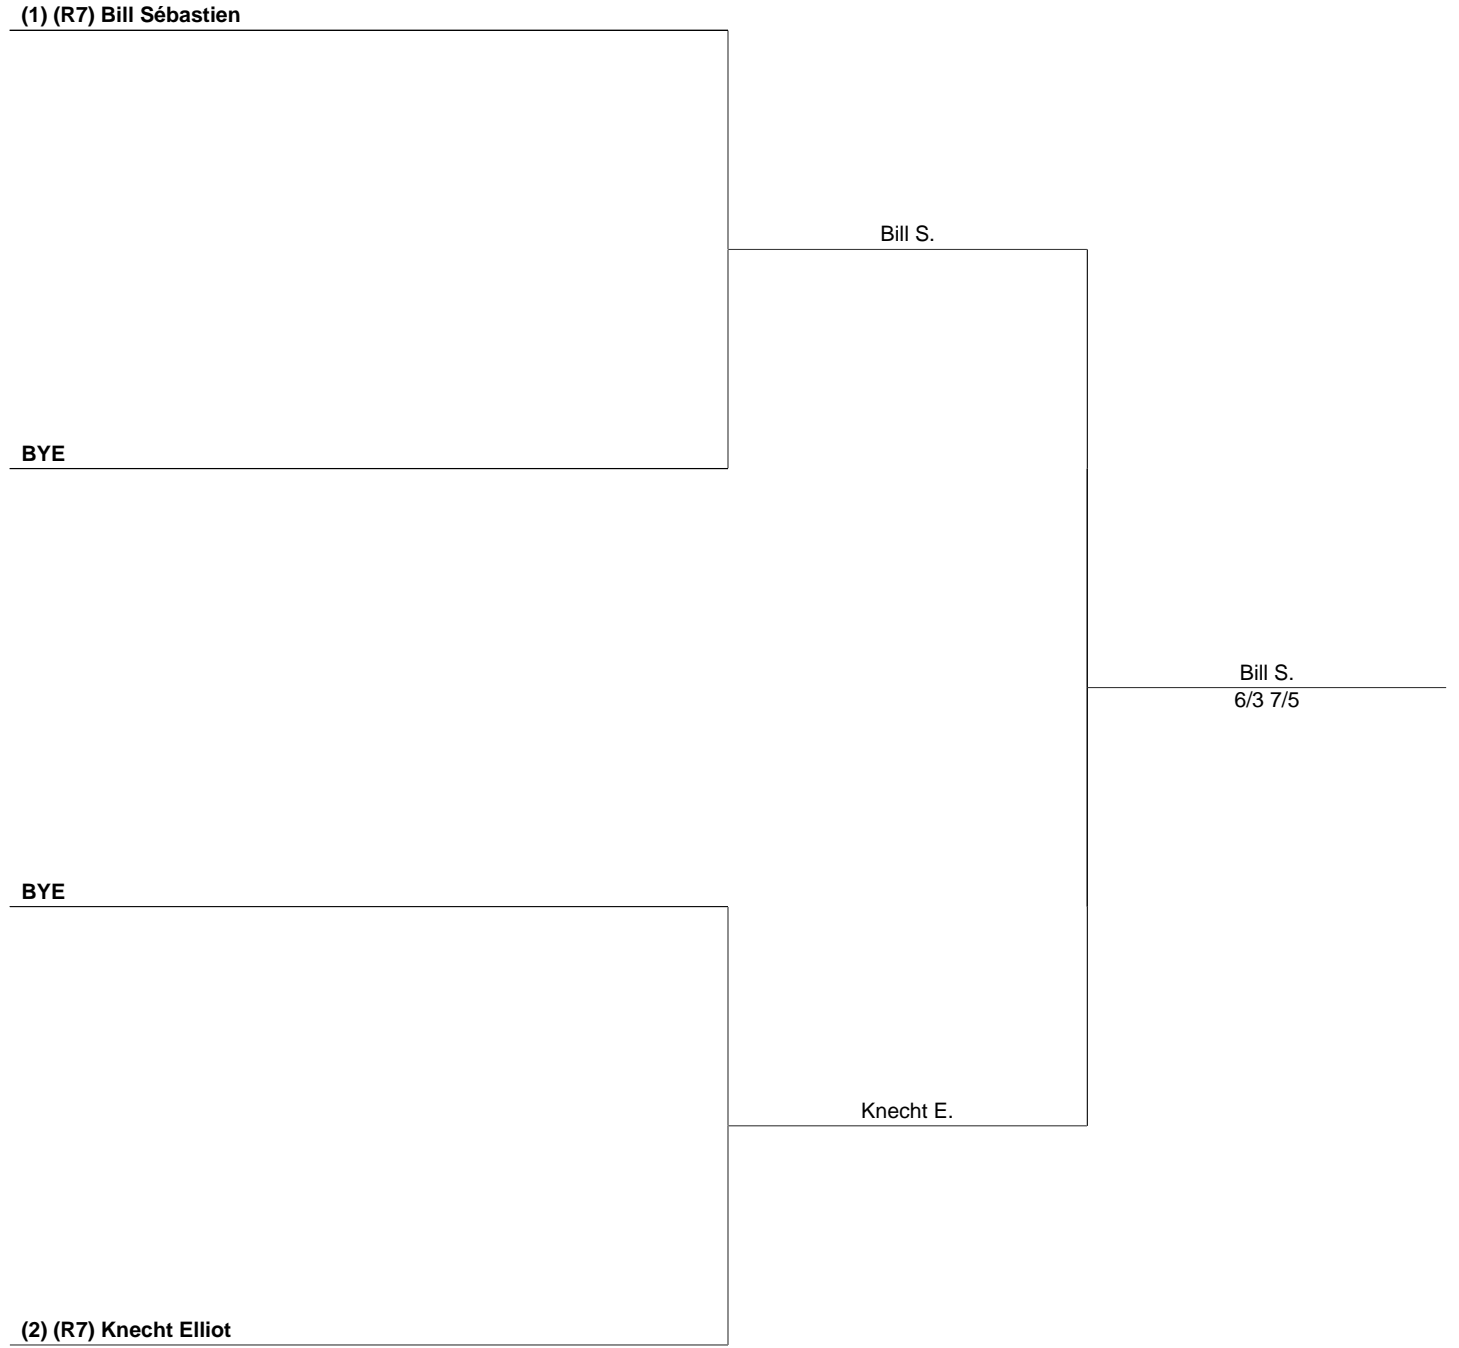 (1) (R7) Bill Sébastien
Bill S.
BYE
Bill S.
6/3 7/5
BYE
Knecht E.
(2) (R7) Knecht Elliot